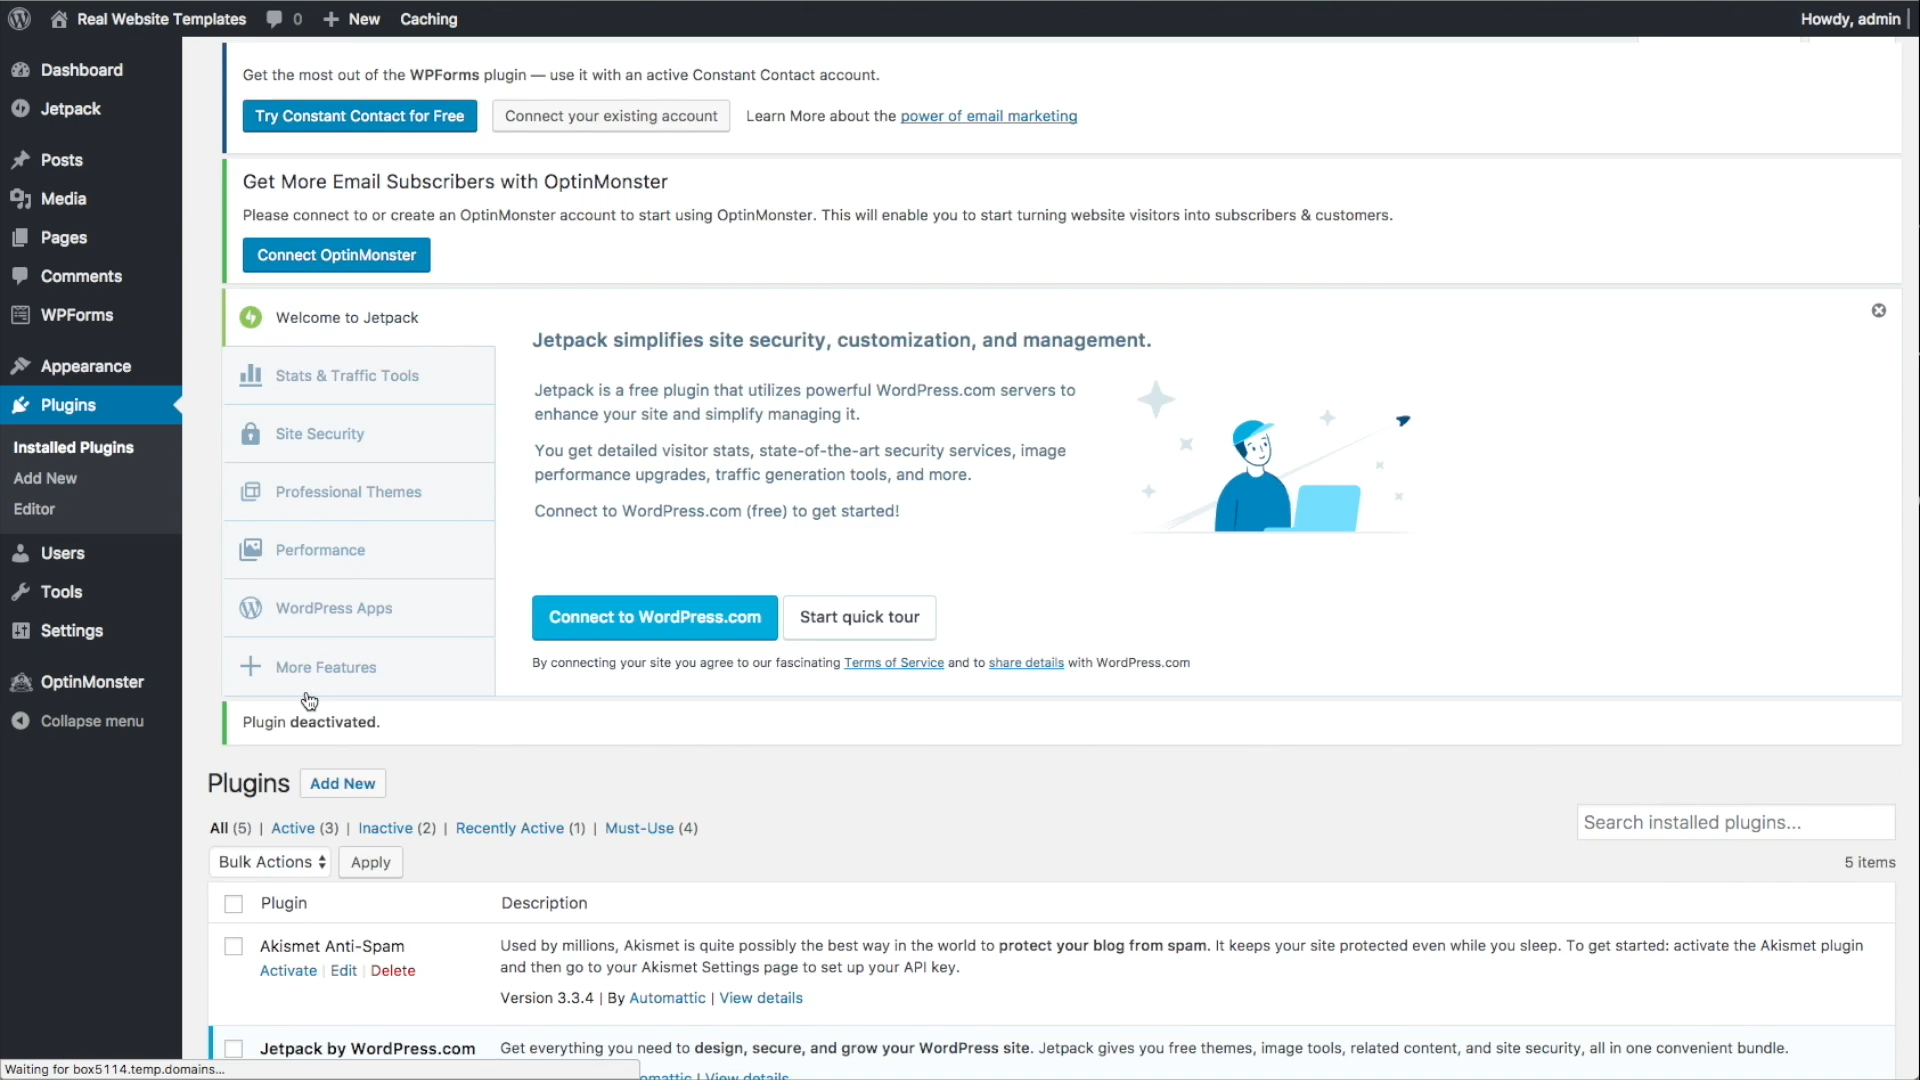 Real Website Templates 0 New Caching Howdy, admin
Dashboard
Jetpack
Posts
Media
Pages
Comments
WPForms
Appearance
Plugins
Installed Plugins
Add New
Editor
Users
Tools
Settings
OptinMonster
Collapse menu
Get the most out of the WPForms plugin — use it with an active Constant Contact account.
Try Constant Contact for Free Connect your existing account Learn More about the power of email marketing
Get More Email Subscribers with OptinMonster
Please connect to or create an OptinMonster account to start using OptinMonster. This will enable you to start turning website visitors into subscribers & customers.
Connect OptinMonster
Welcome to Jetpack
Stats & Traffic Tools
Site Security
Professional Themes
Performance
WordPress Apps
More Features
Jetpack simplifies site security, customization, and management.
Jetpack is a free plugin that utilizes powerful WordPress.com servers to
enhance your site and simplify managing it.
You get detailed visitor stats, state-of-the-art security services, image
performance upgrades, traffic generation tools, and more.
Connect to WordPress.com (free) to get started!
Connect to WordPress.com Start quick tour
By connecting your site you agree to our fascinating Terms of Service and to share details with WordPress.com
Plugin deactivated.
Plugins Add New
All (5) | Active (3) | Inactive (2) | Recently Active (1) | Must-Use (4)
Search installed plugins...
Bulk Actions Apply
5 items
Plugin Description
Akismet Anti-Spam
Activate | Edit | Delete
Used by millions, Akismet is quite possibly the best way in the world to protect your blog from spam. It keeps your site protected even while you sleep. To get started: activate the Akismet plugin
and then go to your Akismet Settings page to set up your API key.
Version 3.3.4 | By Automattic | View details
Jetpack by WordPress.com
Get everything you need to design, secure, and grow your WordPress site. Jetpack gives you free themes, image tools, related content, and site security, all in one convenient bundle.
omattic | View details
Waiting for box5114.temp.domains...